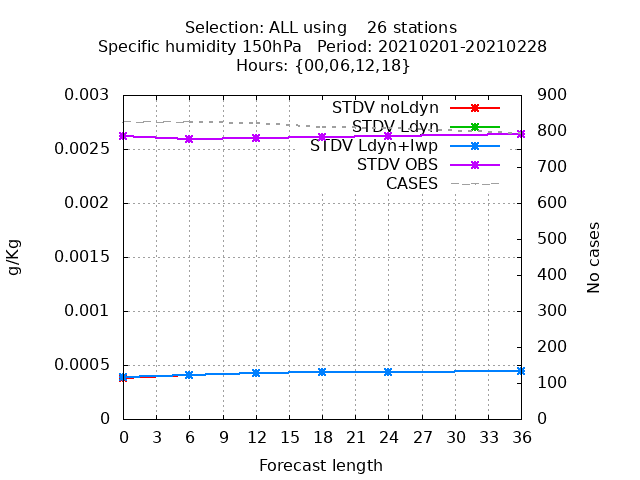 Selection: ALL using    26 stations
Specific humidity 150hPa   Period: 20210201-20210228
Hours: {00,06,12,18}
STDV noLdyn
STDV Ldyn
STDV Ldyn+lwp
STDV OBS
CASES
0.003
0.0025
0.002
0.0015
0.001
0.0005
0
g/Kg
900
800
700
600
500
400
300
200
100
0
No cases
0 3 6 9 12 15 18 21 24 27 30 33 36
Forecast length